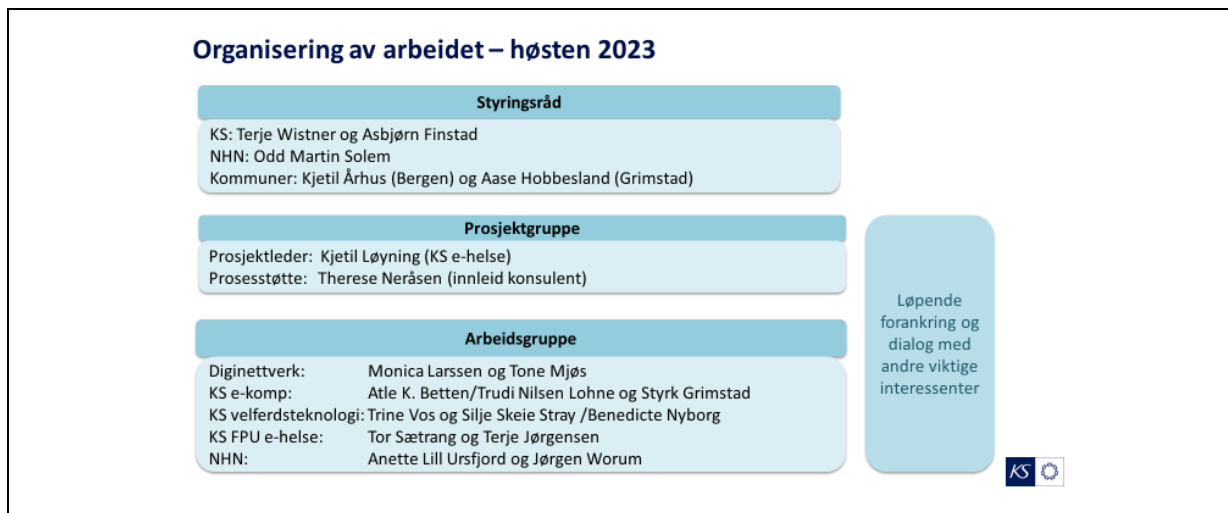 Organisering av arbeidet – høsten 2023
Styringsråd
KS: Terje Wistner og Asbjørn Finstad
NHN: Odd Martin Solem
Kommuner: Kjetil Århus (Bergen) og Aase Hobbesland (Grimstad)
Prosjektgruppe
Prosjektleder: Kjetil Løyning (KS e-helse)
Prosesstøtte: Therese Neråsen (innleid konsulent)
Arbeidsgruppe
Diginettverk: Monica Larssen og Tone Mjøs
KS e-komp: Atle K. Betten/Trudi Nilsen Lohne og Styrk Grimstad
KS velferdsteknologi: Trine Vos og Silje Skeie Stray /Benedicte Nyborg
KS FPU e-helse: Tor Sætrang og Terje Jørgensen
NHN: Anette Lill Ursfjord og Jørgen Worum
Løpende
forankring og
dialog med
andre viktige
interessenter
KS